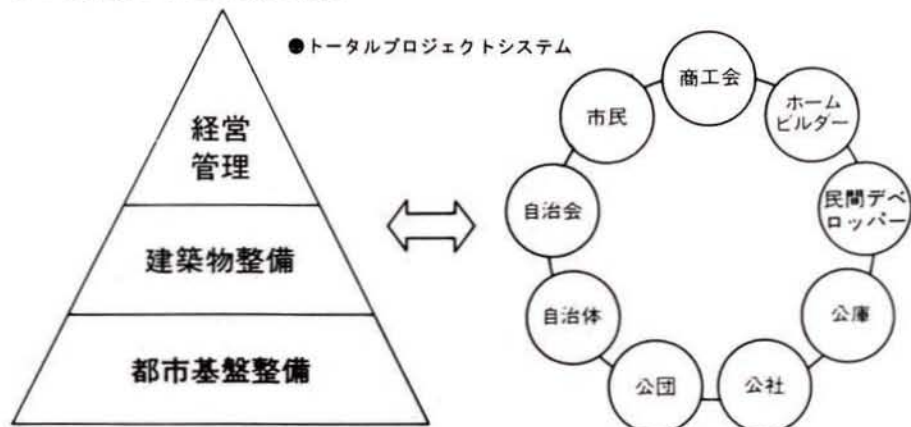 ●トータルプロジェクトシステム
経営
管理
建築物整備
都市基盤整備
商工会
ホーム
ビルダー
民間デベ
ロッパー
公庫
公社
公団
自治体
自治会
市民